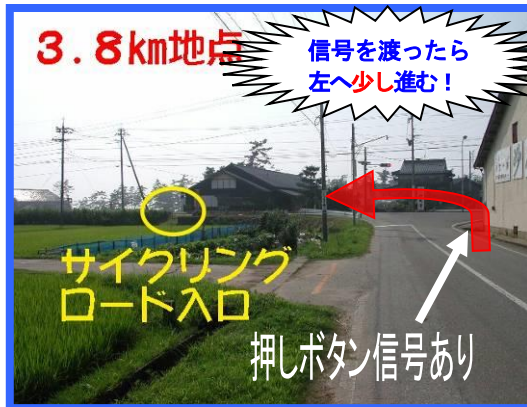 3.8km地点
信号を渡ったら
左へ少し進む!
サイクリング
ロード入口
押しボタン信号あり